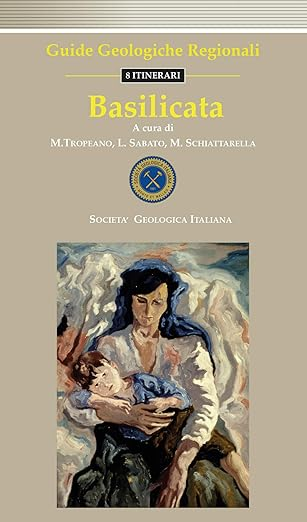 Guide Geologiche Regionali
8 ITINERARI
Basilicata
A cura di
M.TROPEANO, L. SABATO, M. SCHIATTARELLA
SOCIETA' GEOLOGICA ITALIANA